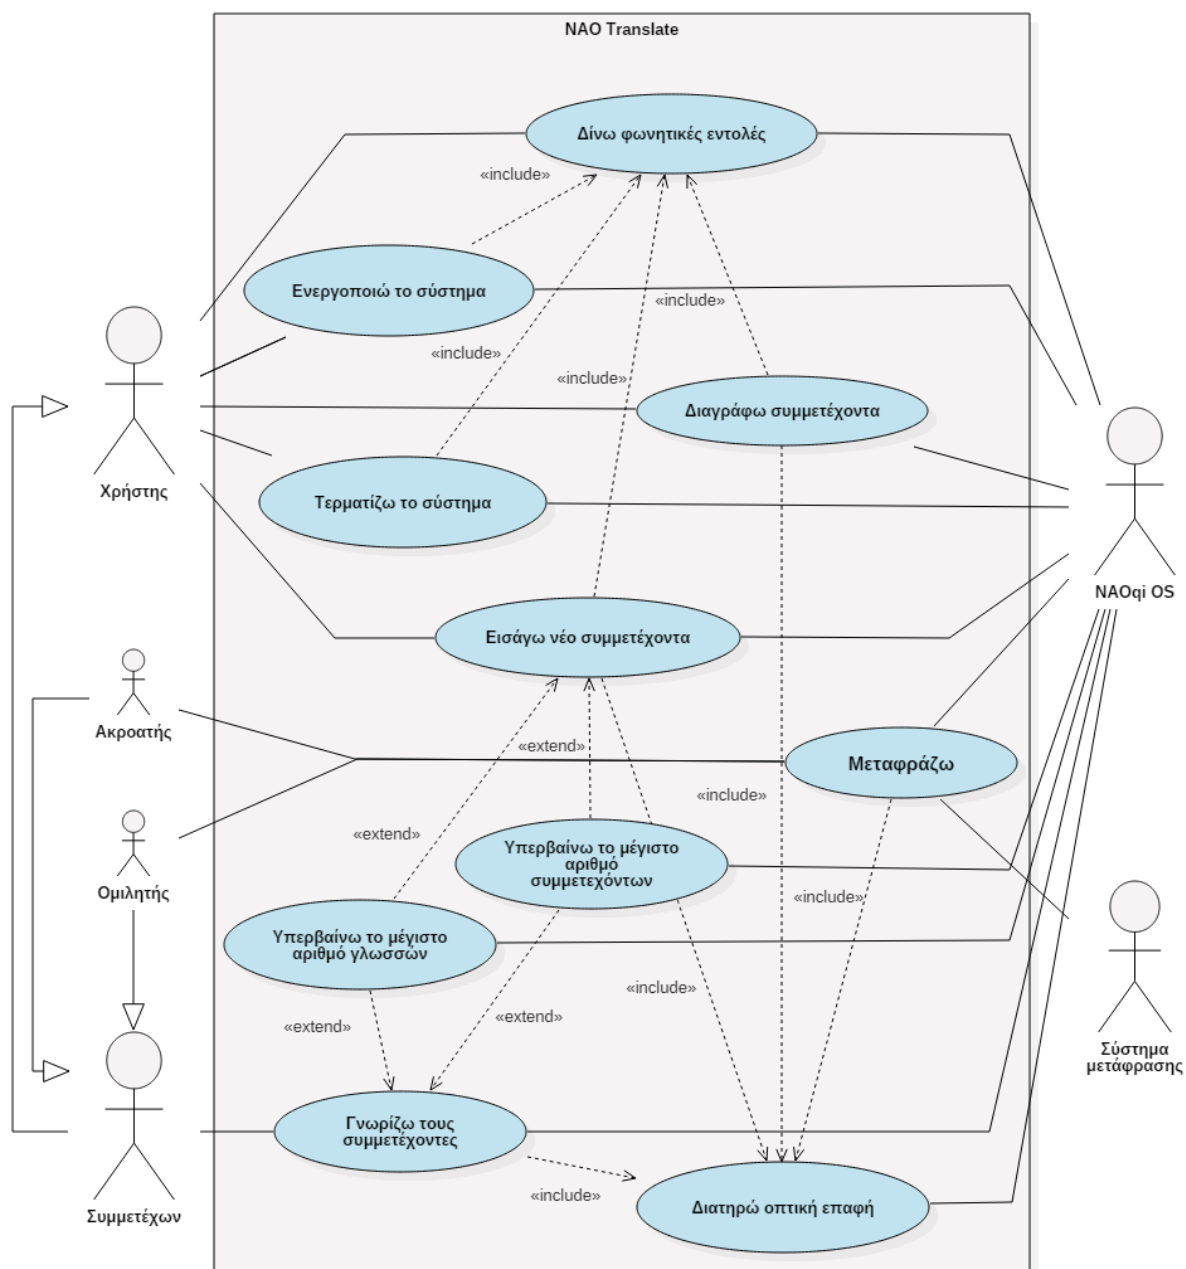 NAO Translate
Δίνω φωνητικές εντολές
«include»
Ενεργοποιώ το σύστημα
«include»
«include»
«include»
Διαγράφω συμμετέχοντα
Χρήστης
Τερματίζω το σύστημα
NAOqi OS
Εισάγω νέο συμμετέχοντα
Ακροατής
«extend»
Μεταφράζω
«include»
«extend»
Υπερβαίνω το μέγιστο
αριθμό
συμμετεχόντων
Ομιλητής
«include»
Υπερβαίνω το μέγιστο
αριθμό γλωσσών
«include»
«extend»
«extend»
Σύστημα
μετάφρασης
Γνωρίζω τους
συμμετέχοντες
«include»
Διατηρώ οπτική επαφή
Συμμετέχων